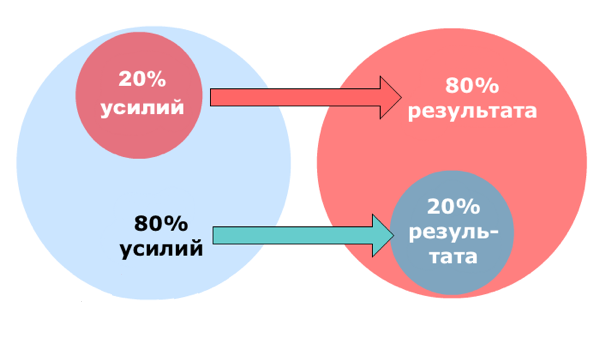 20%
усилий
80%
результата
80%
усилий
20%
резуль-
тата